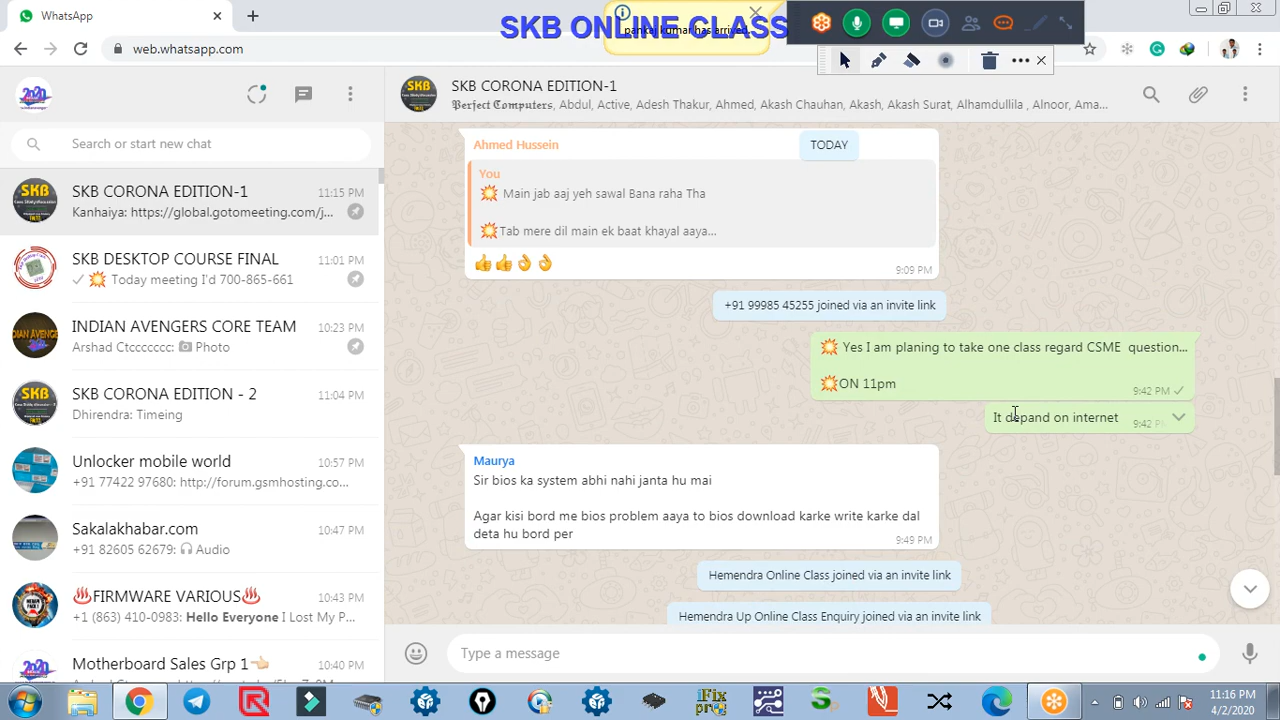 WhatsApp
SKB ONLINE CLASS
pankaj kumar has arrived.
web.whatsapp.com
SKB CORONA EDITION-1
Perfect Computers, Abdal, Active, Adesh Thakur, Ahmed, Akash Chauhan, Akash, Akash Surat, Alhamdullila , Alnoor, Ama...
Search or start new chat
SKB CORONA EDITION-1 11:15 PM
Kanhaiya: https://global.gotomeeting.com/j...
SKB DESKTOP COURSE FINAL 11:01 PM
✓ 💥 Today meeting I'd 700-865-661
INDIAN AVENGERS CORE TEAM 10:23 PM
Arshad Ctccccccc: 📷 Photo
SKB CORONA EDITION - 2 11:04 PM
Dhirendra: Timeing
Unlocker mobile world 10:57 PM
+91 77422 97680: http://forum.gsmhosting.co...
Sakalakhabar.com 10:47 PM
+91 82605 62679: 🎧 Audio
♨️FIRMWARE VARIOUS♨️ 10:43 PM
+1 (863) 410-0983: Hello Everyone I Lost My P...
Motherboard Sales Grp 1👈🏻 10:40 PM
TODAY
Ahmed Hussein
You
💥 Main jab aaj yeh sawal Bana raha Tha
💥Tab mere dil main ek baat khayal aaya...
👍👍👌👌
9:09 PM
+91 99985 45255 joined via an invite link
💥 Yes I am planing to take one class regard CSME question...
💥ON 11pm
9:42 PM ✓
It depand on internet 9:42 PM
Maurya
Sir bios ka system abhi nahi janta hu mai
Agar kisi bord me bios problem aaya to bios download karke write karke dal
deta hu bord per
9:49 PM
Hemendra Online Class joined via an invite link
Hemendra Up Online Class Enquiry joined via an invite link
Type a message
11:16 PM
4/2/2020